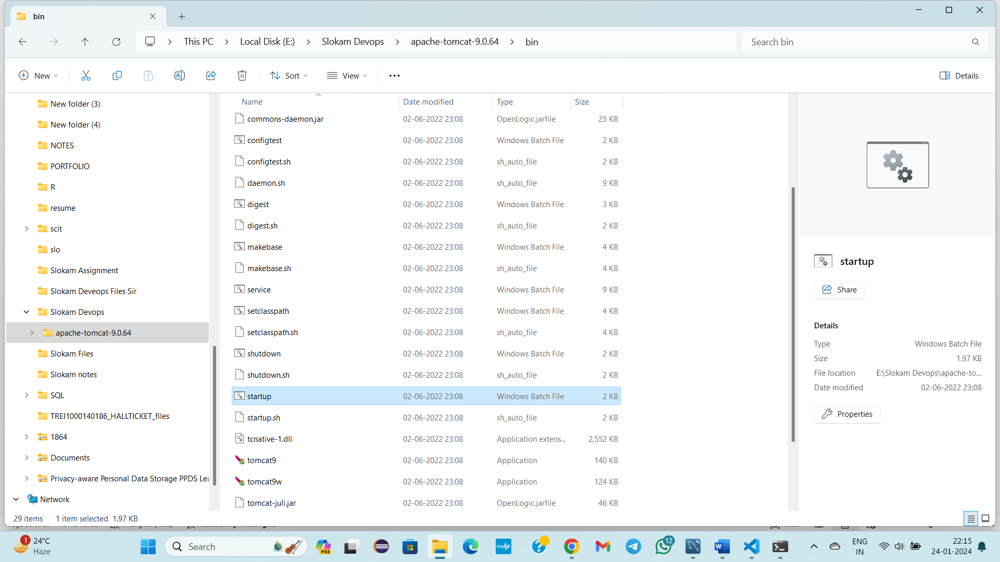 bin
This PC > Local Disk (E:) > Slokam Devops > apache-tomcat-9.0.64 > bin
Search bin
New
Sort
View
Details
New folder (3)
New folder (4)
NOTES
PORTFOLIO
R
resume
scit
slo
Slokam Assignment
Slokam Deveops Files Sir
Slokam Devops
apache-tomcat-9.0.64
Slokam Files
Slokam notes
SQL
TREI1000140186_HALLTICKET_files
1864
Documents
Privacy-aware Personal Data Storage PPDS Lea
Network
Name Date modified Type Size
commons-daemon.jar 02-06-2022 23:08 OpenLogic.jarfile 25 KB
configtest 02-06-2022 23:08 Windows Batch File 2 KB
configtest.sh 02-06-2022 23:08 sh_auto_file 2 KB
daemon.sh 02-06-2022 23:08 sh_auto_file 9 KB
digest 02-06-2022 23:08 Windows Batch File 3 KB
digest.sh 02-06-2022 23:08 sh_auto_file 2 KB
makebase 02-06-2022 23:08 Windows Batch File 4 KB
makebase.sh 02-06-2022 23:08 sh_auto_file 4 KB
service 02-06-2022 23:08 Windows Batch File 9 KB
setclasspath 02-06-2022 23:08 Windows Batch File 4 KB
setclasspath.sh 02-06-2022 23:08 sh_auto_file 4 KB
shutdown 02-06-2022 23:08 Windows Batch File 2 KB
shutdown.sh 02-06-2022 23:08 sh_auto_file 2 KB
startup 02-06-2022 23:08 Windows Batch File 2 KB
startup.sh 02-06-2022 23:08 sh_auto_file 2 KB
tcnative-1.dll 02-06-2022 23:08 Application extens... 2,552 KB
tomcat9 02-06-2022 23:08 Application 140 KB
tomcat9w 02-06-2022 23:08 Application 124 KB
tomcat-juli.jar 02-06-2022 23:08 OpenLogic.jarfile 46 KB
startup
Share
Details
Type Windows Batch File
Size 1.97 KB
File location E:\Slokam Devops\apache-to...
Date modified 02-06-2022 23:08
Properties
29 items 1 item selected 1.97 KB
1
24°C
Haze
Search
PRE
myhp
12
ENG
IN
22:15
24-01-2024